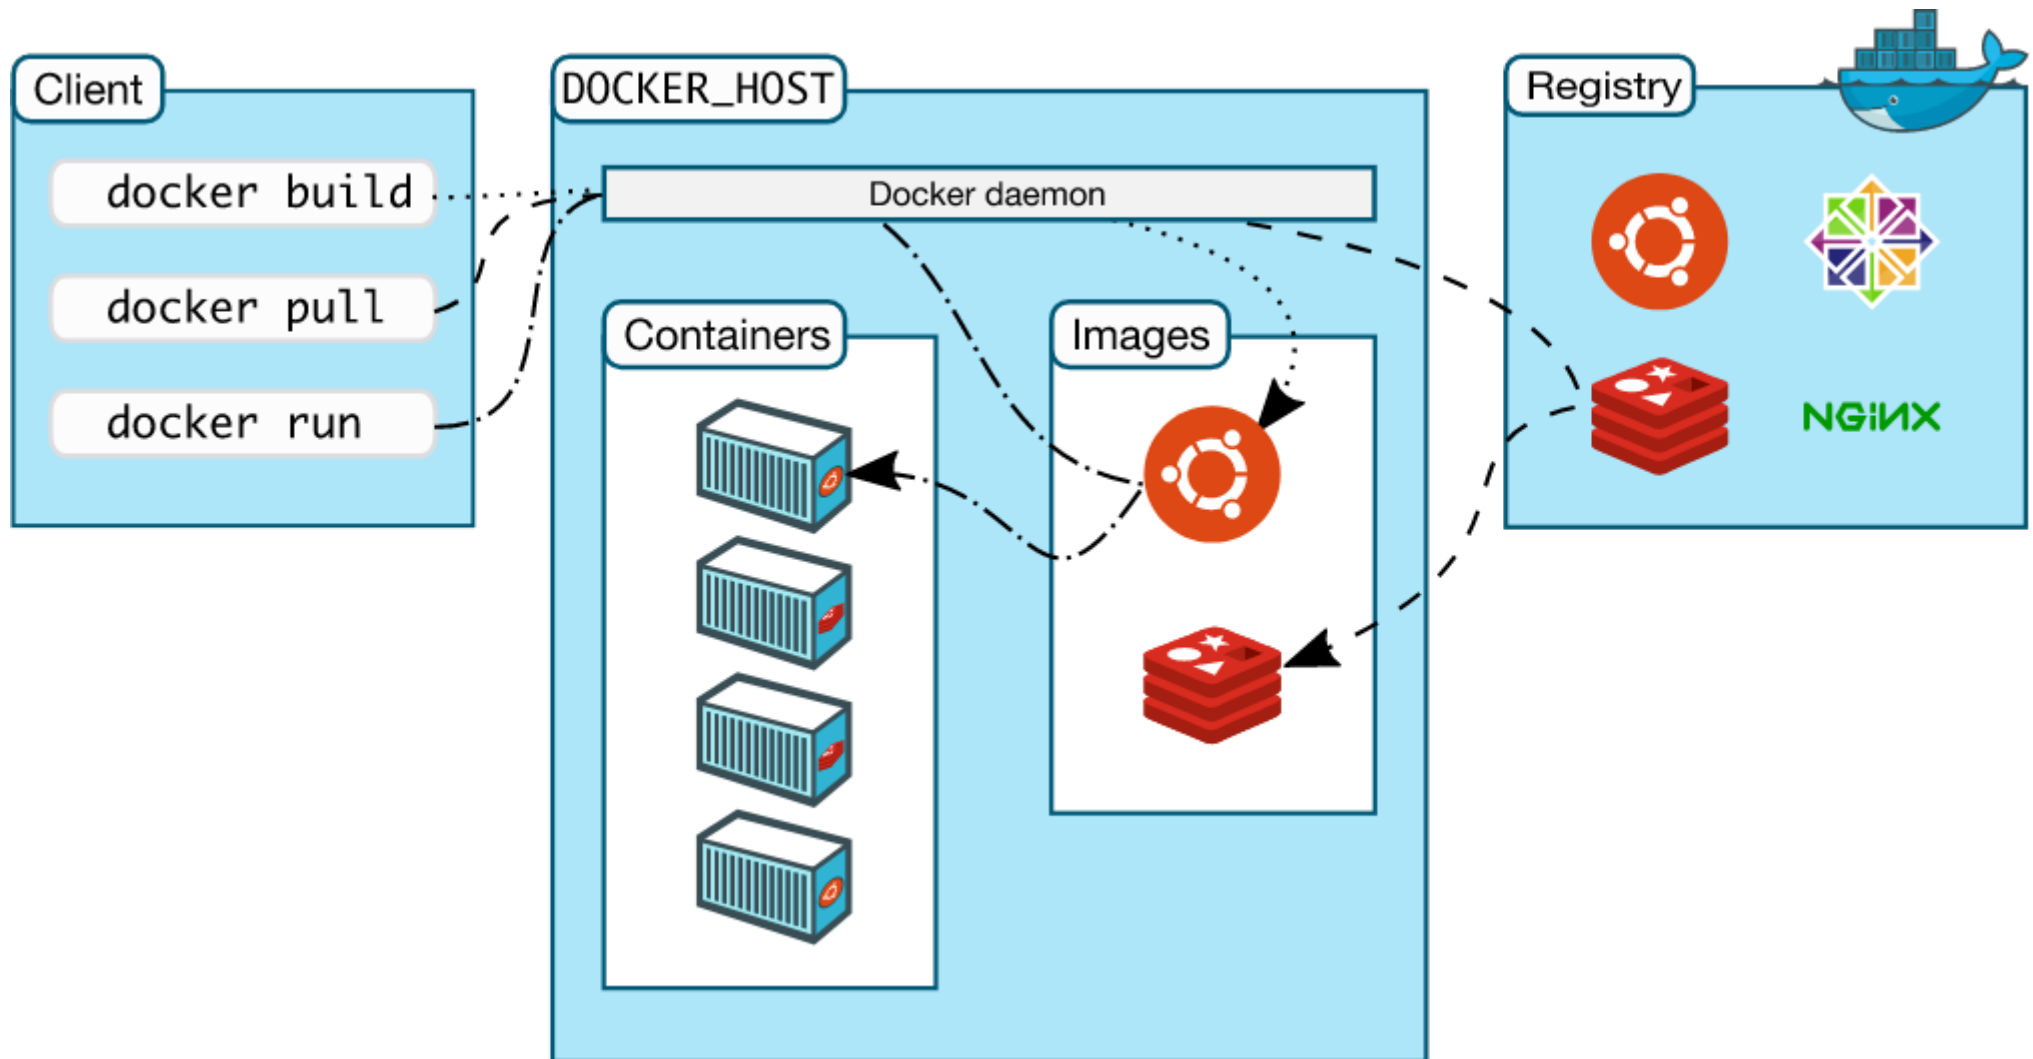 Client
docker build
docker pull
docker run
DOCKER_HOST
Docker daemon
Containers
Images
Registry
NGiNX